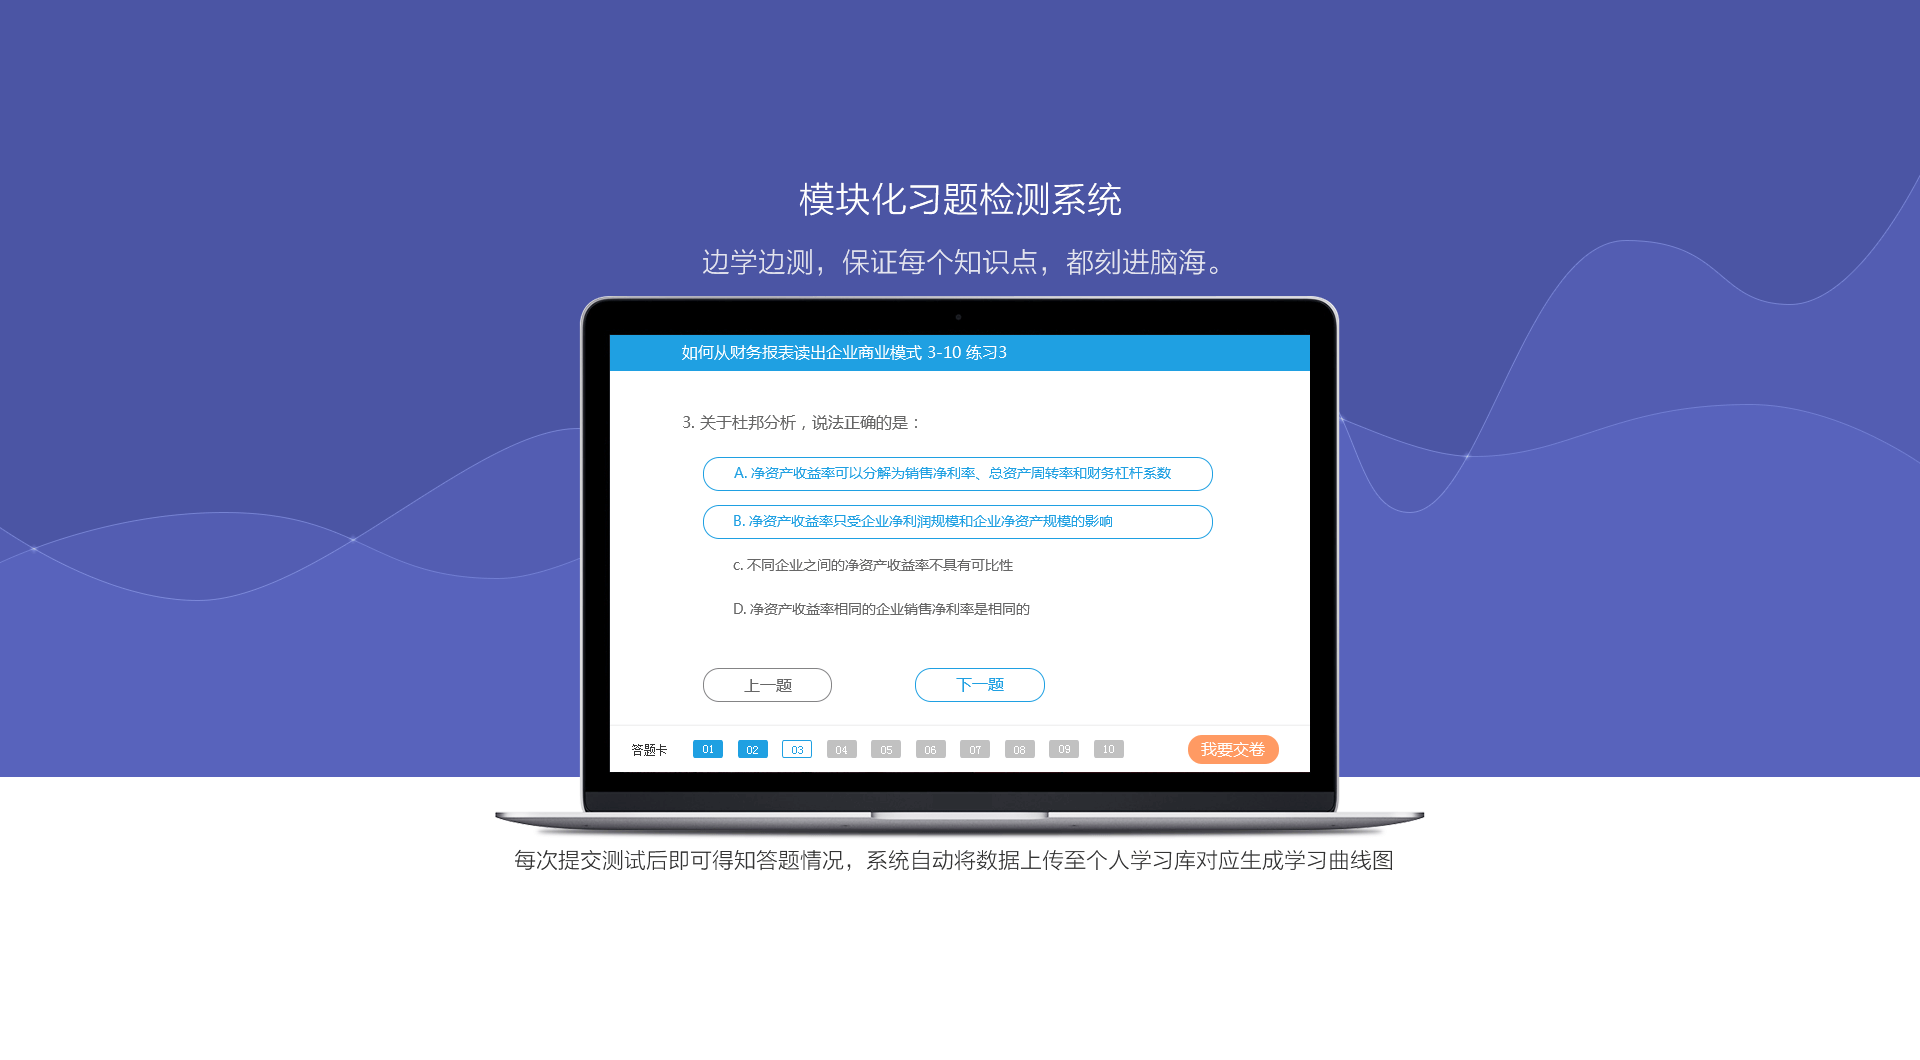 模块化习题检测系统
边学边测，保证每个知识点，都刻进脑海。
如何从财务报表读出企业商业模式 3-10 练习3
3. 关于杜邦分析，说法正确的是：
A. 净资产收益率可以分解为销售净利率、总资产周转率和财务杠杆系数
B. 净资产收益率只受企业净利润规模和企业净资产规模的影响
c. 不同企业之间的净资产收益率不具有可比性
D. 净资产收益率相同的企业销售净利率是相同的
上一题 下一题
答题卡 01 02 03 04 05 06 07 08 09 10 我要交卷
每次提交测试后即可得知答题情况，系统自动将数据上传至个人学习库对应生成学习曲线图